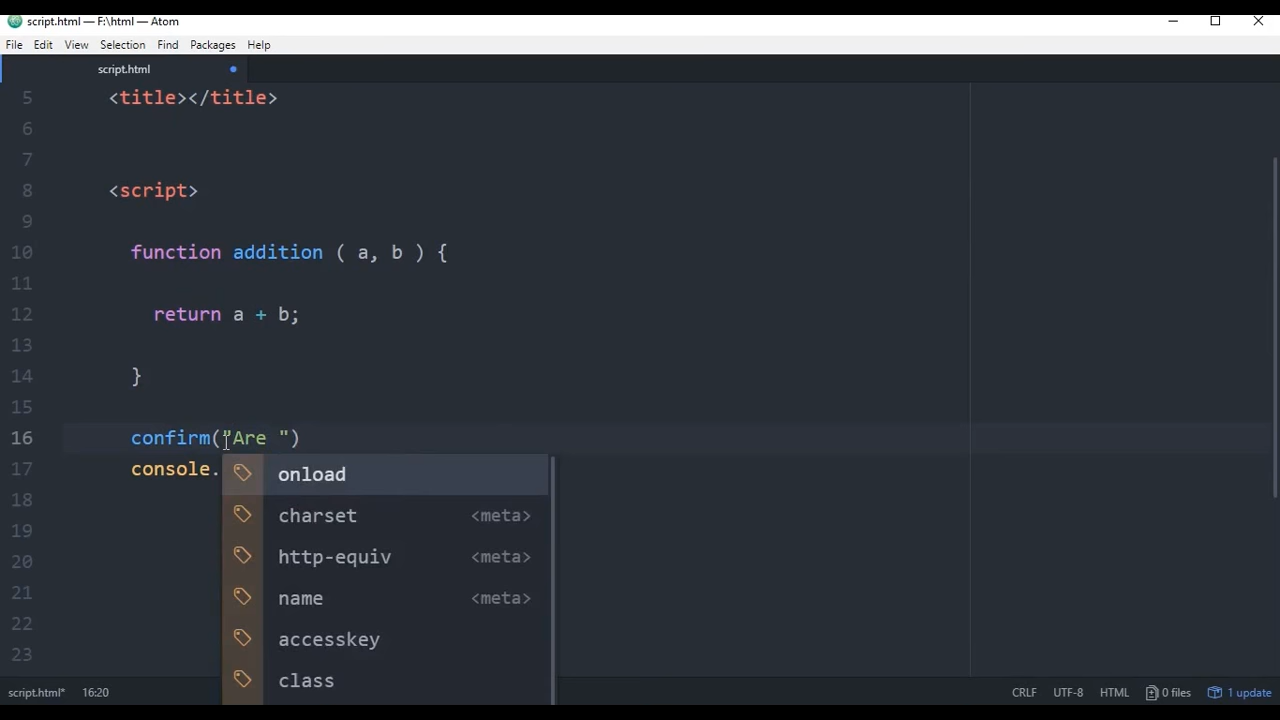 script.html — F:\html — Atom
File Edit View Selection Find Packages Help
script.html
5 <title></title>
6
7
8 <script>
9
10 function addition ( a, b ) {
11
12 return a + b;
13
14 }
15
16 confirm("Are ")
17 console.
onload
18 charset <meta>
19
20 http-equiv <meta>
21 name <meta>
22 accesskey
23
class
script.html* 16:20 CRLF UTF-8 HTML 0 files 1 update